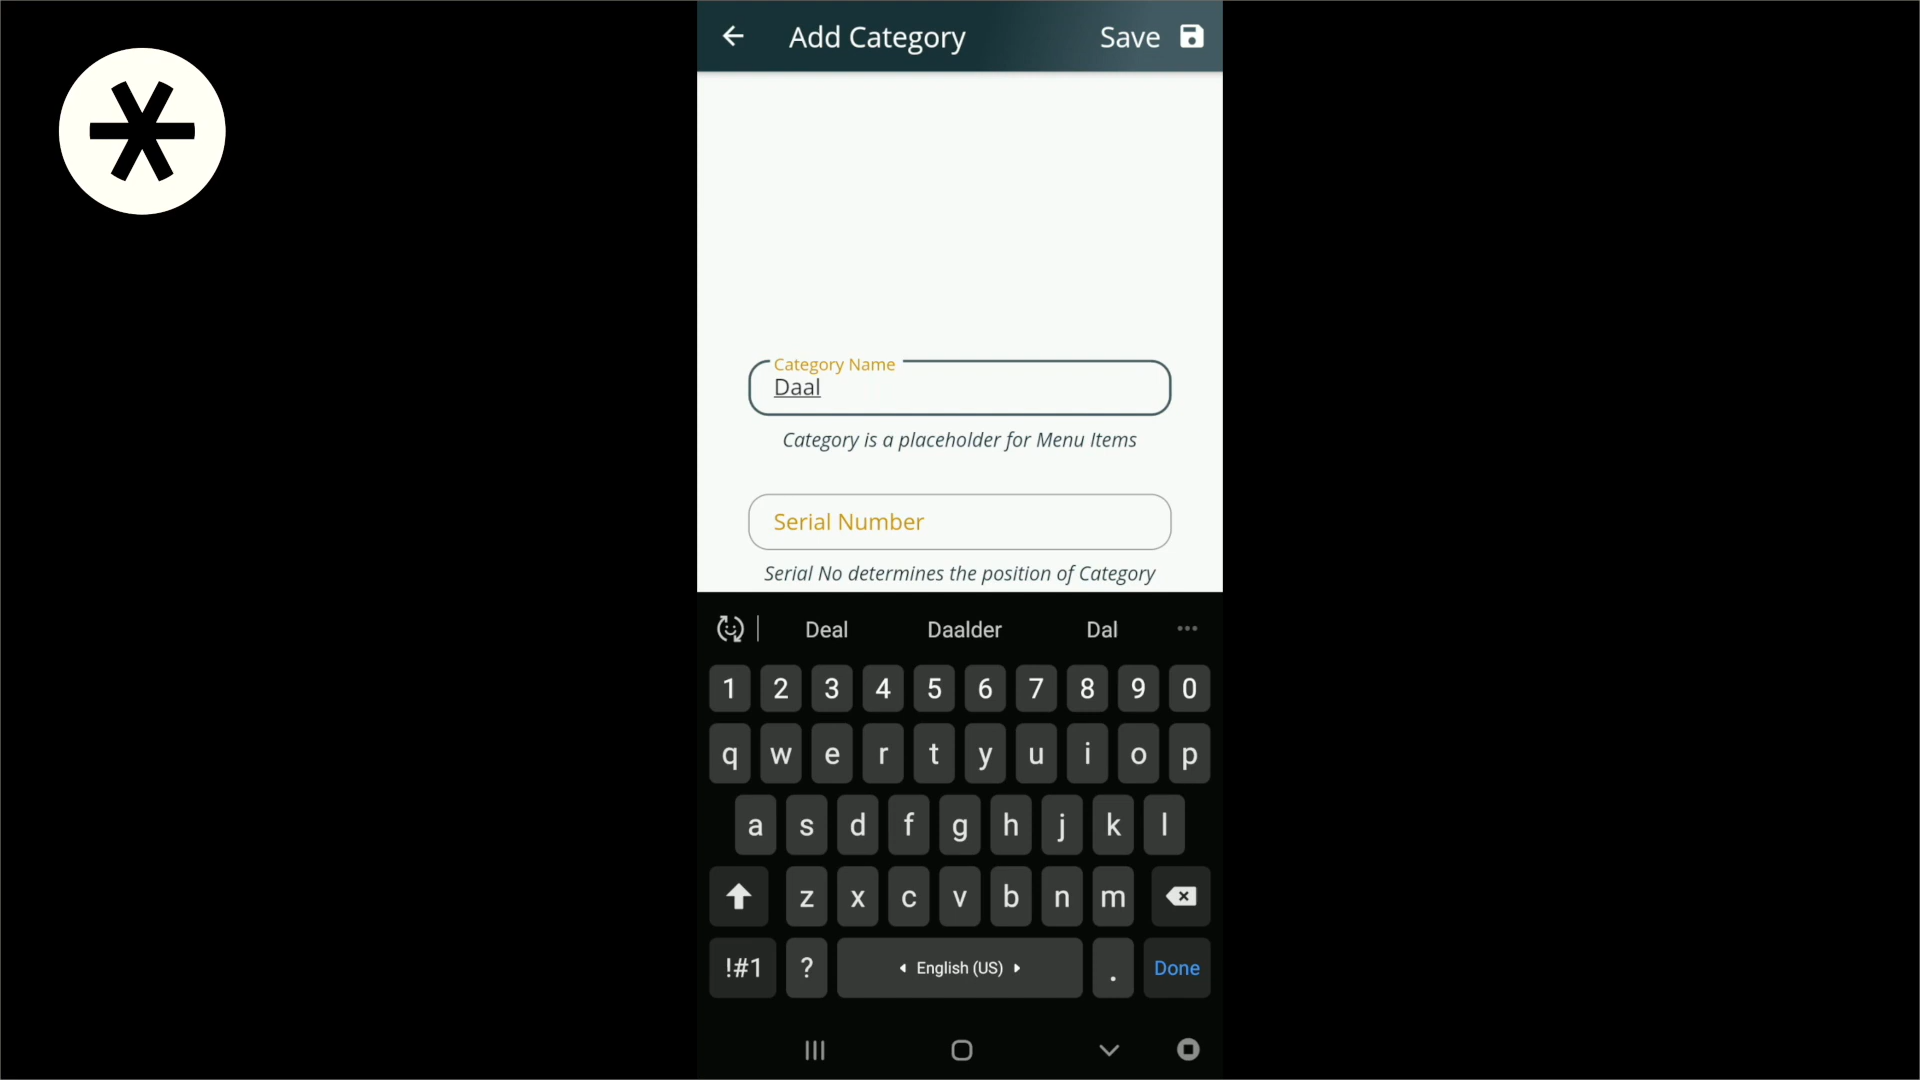 Add Category Save
Category Name
Daal
Category is a placeholder for Menu Items
Serial Number
Serial No determines the position of Category
Deal Daalder Dal
1 2 3 4 5 6 7 8 9 0
q w e r t y u i o p
a s d f g h j k l
z x c v b n m
!#1 ? English (US) . Done